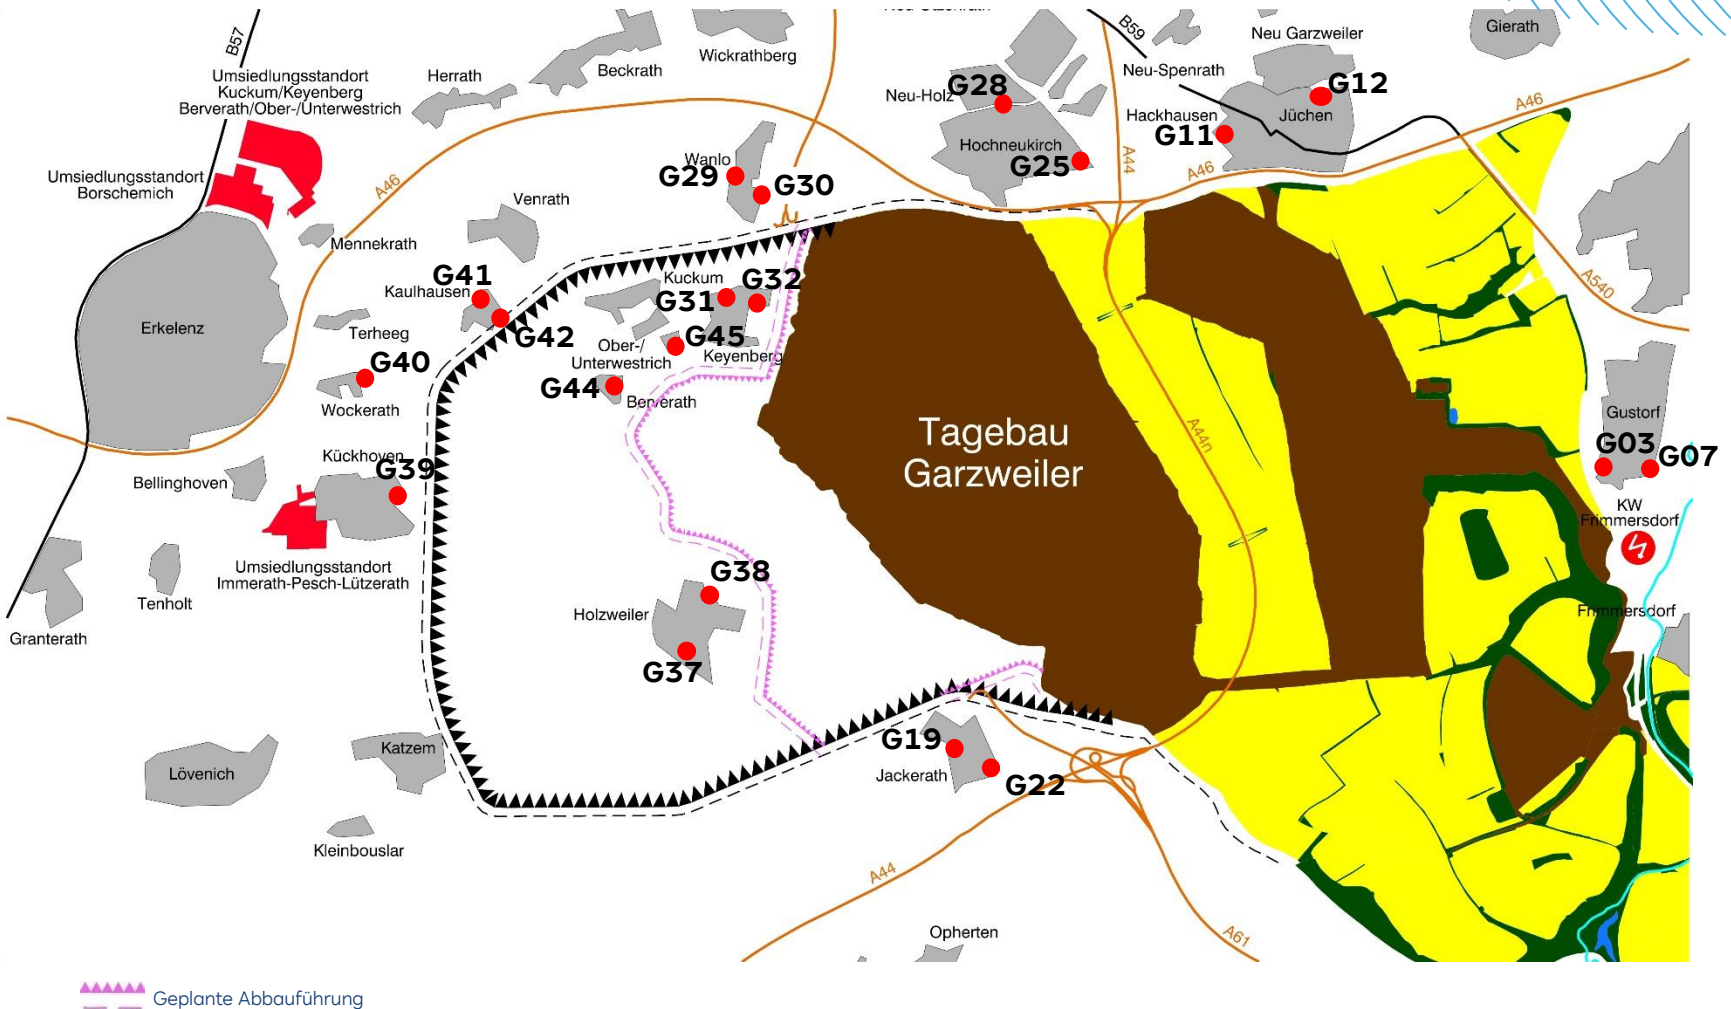 B57
Umsiedlungsstandort
Kuckum/Keyenberg
Berverath/Ober-/Unterwestrich
Herrath
Beckrath
Wickrathberg
B59
Neu Garzweiler
Gierath
Neu-Spenrath
Neu-Holz
G28
G12
Jüchen
Hackhausen
G11
A46
Hochneukirch
G25
A44
A46
Umsiedlungsstandort
Borschemich
A46
Wanlo
G29
G30
Venrath
Mennekrath
G41
Kaulhausen
G42
Kuckum
G31
G32
A540
Erkelenz
Terheeg
G40
Wockerath
Ober-/
Unterwestrich
G45
Keyenberg
G44
Berverath
Tagebau
Garzweiler
A44n
Gustorf
G03
G07
Kückhoven
G39
Bellinghoven
KW
Frimmersdorf
Umsiedlungsstandort
Immerath-Pesch-Lützerath
Tenholt
Granterath
G38
Holzweiler
G37
Frimmersdorf
G19
Jackerath
G22
Katzem
Lövenich
Kleinbouslar
A44
A61
Opherten
Geplante Abbauführung